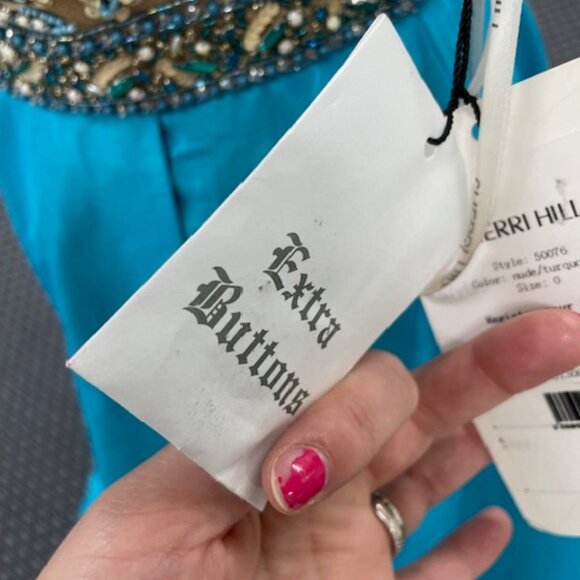 Extra
Buttons
ERRI HILL
Style: 50076
Color: nude/turquo
Size: 0